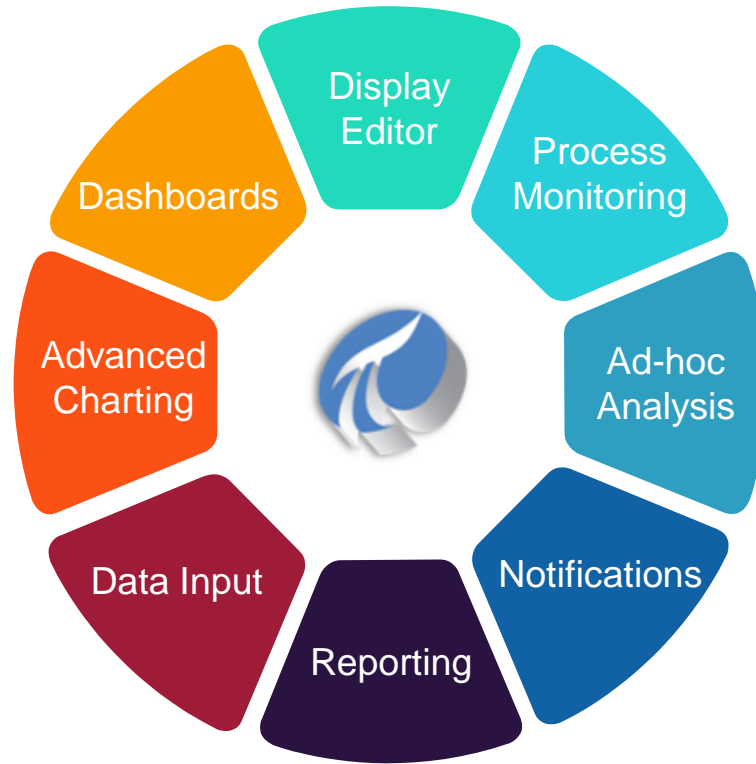 Display
Editor
Process
Monitoring
Ad-hoc
Analysis
Notifications
Reporting
Data Input
Advanced
Charting
Dashboards